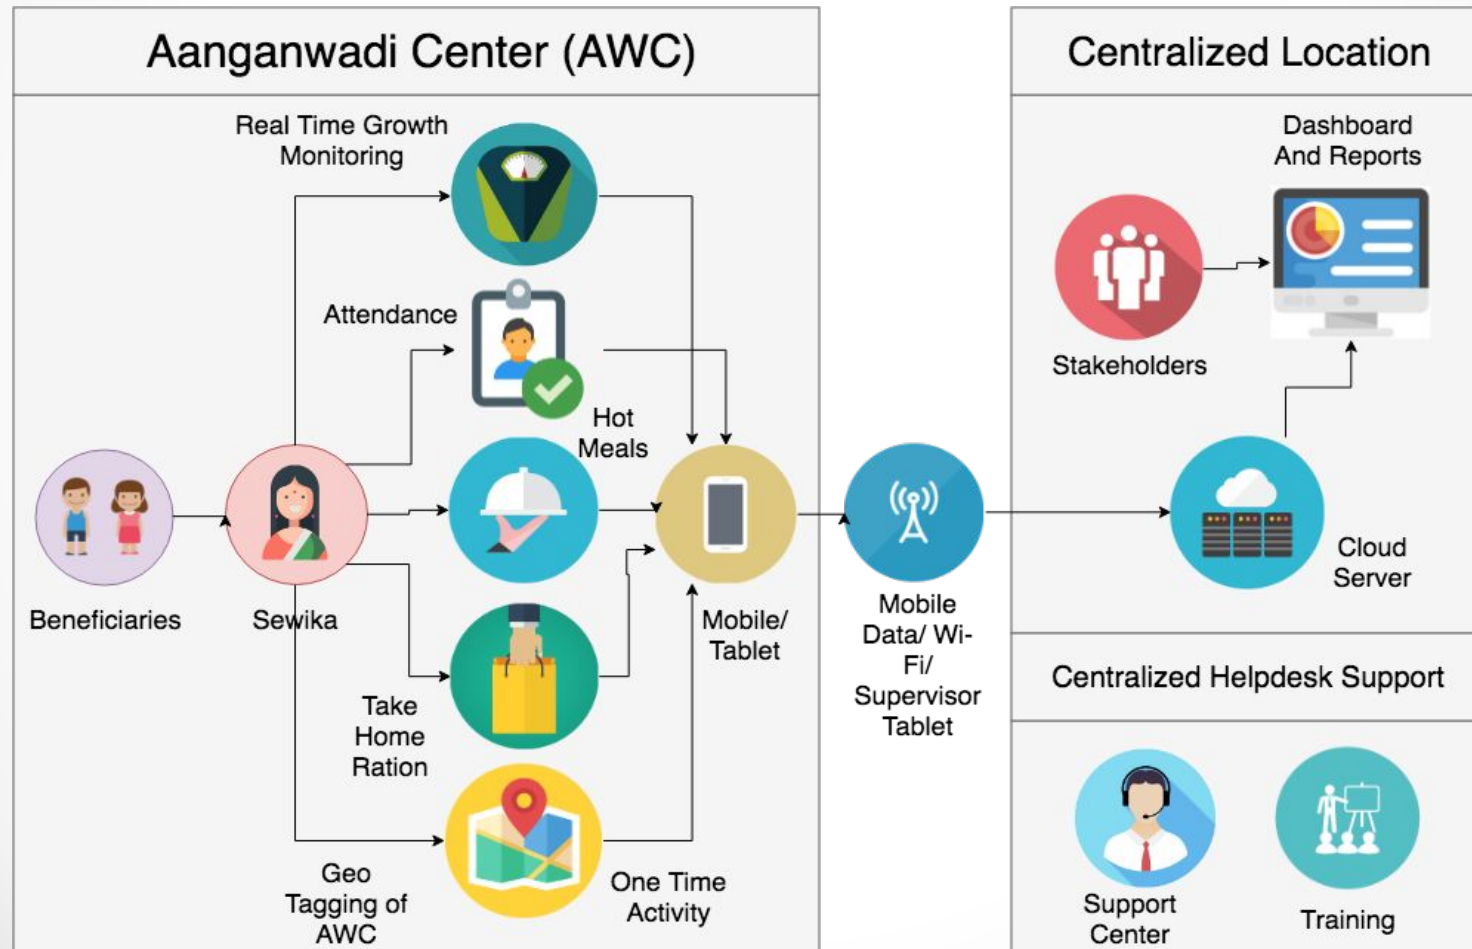 Aanganwadi Center (AWC)
Real Time Growth
Monitoring
Attendance
Hot
Meals
Beneficiaries
Sewika
Mobile/
Tablet
Take
Home
Ration
Geo
Tagging of
AWC
One Time
Activity
Mobile
Data/ Wi-
Fi/
Supervisor
Tablet
Centralized Location
Dashboard
And Reports
Stakeholders
Cloud
Server
Centralized Helpdesk Support
Support
Center
Training